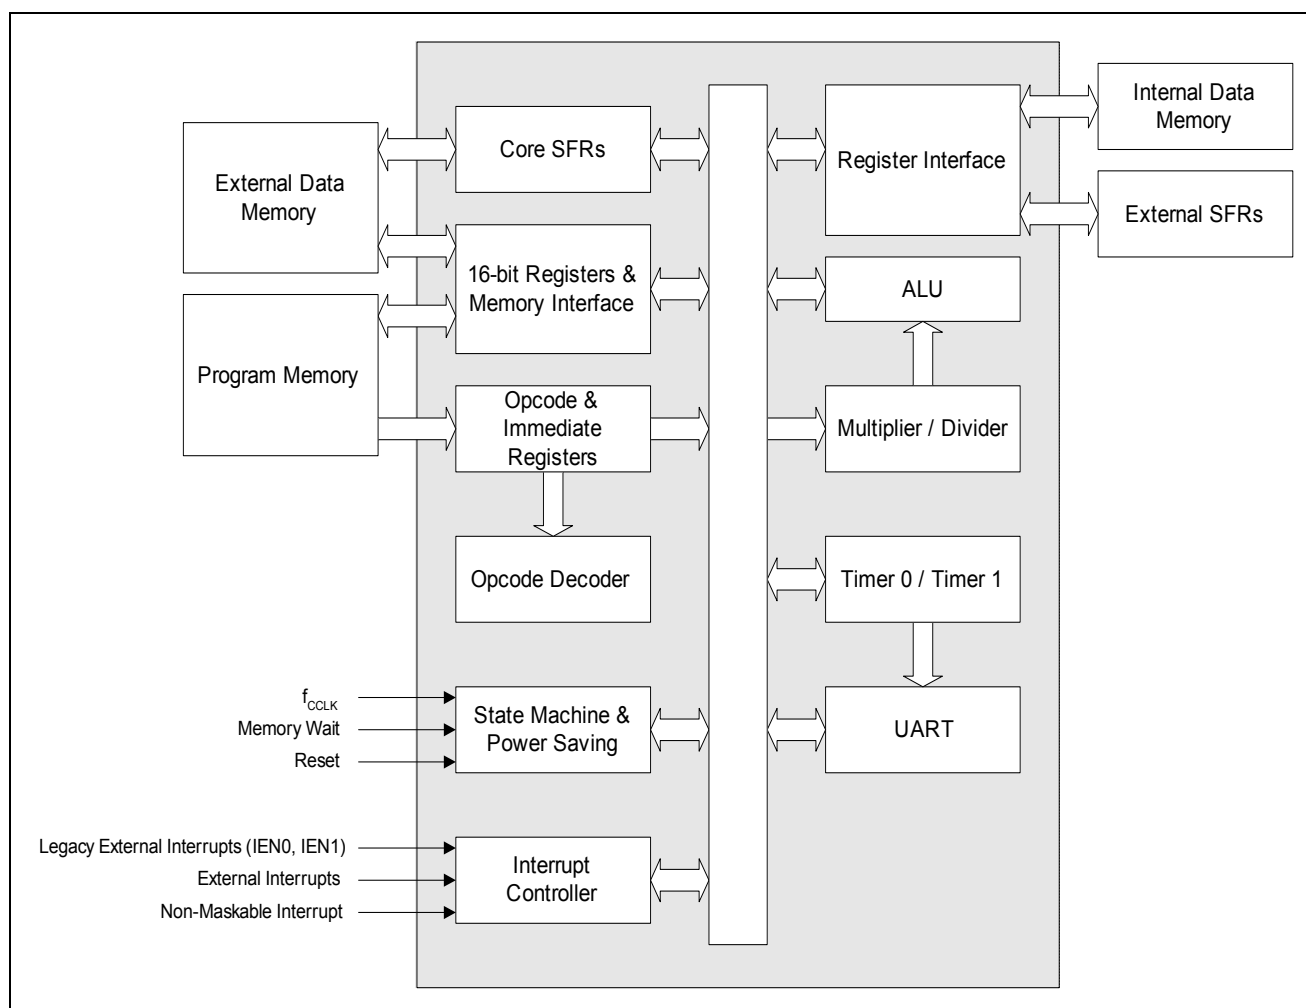 External Data
Memory
Program Memory
Core SFRs
16-bit Registers &
Memory Interface
Opcode &
Immediate
Registers
Opcode Decoder
State Machine &
Power Saving
Interrupt
Controller
f_CCLK
Memory Wait
Reset
Legacy External Interrupts (IEN0, IEN1)
External Interrupts
Non-Maskable Interrupt
Register Interface
ALU
Multiplier / Divider
Timer 0 / Timer 1
UART
Internal Data
Memory
External SFRs